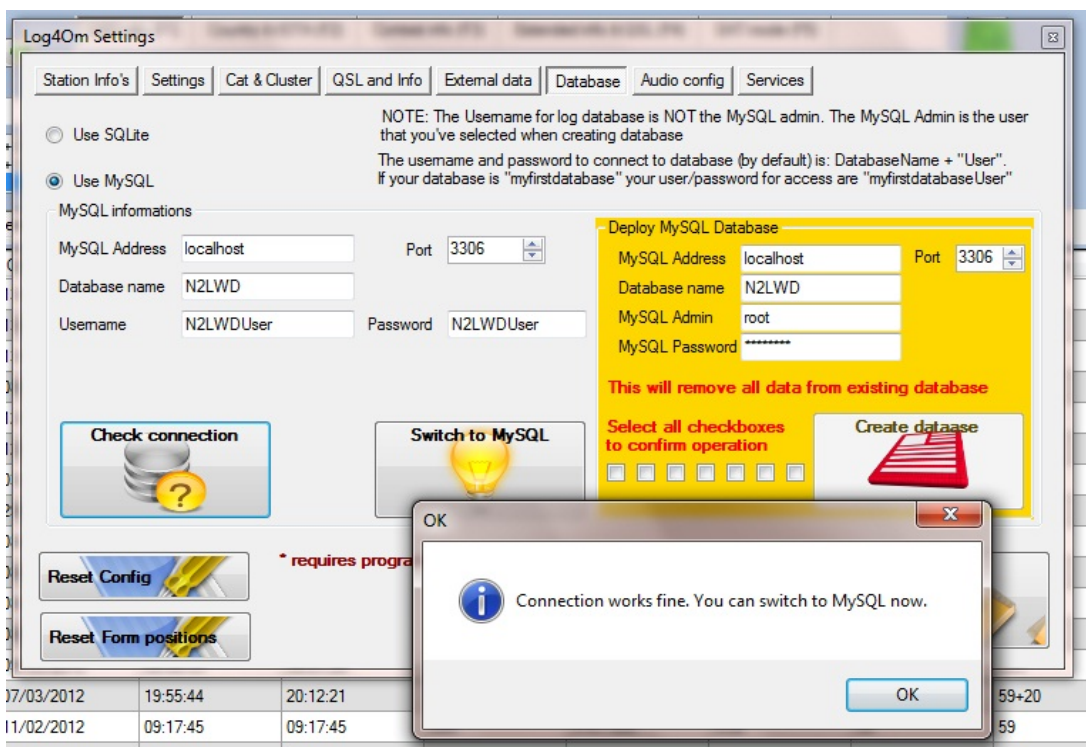 Log4Om Settings
Station Info's Settings Cat & Cluster QSL and Info External data Database Audio config Services
Use SQLite
NOTE: The Username for log database is NOT the MySQL admin. The MySQL Admin is the user
that you've selected when creating database
Use MySQL
The username and password to connect to database (by default) is: DatabaseName + "User".
If your database is "myfirstdatabase" your user/password for access are "myfirstdatabaseUser"
MySQL informations
MySQL Address localhost Port 3306
Database name N2LWD
Username N2LWDUser Password N2LWDUser
Deploy MySQL Database
MySQL Address localhost Port 3306
Database name N2LWD
MySQL Admin root
MySQL Password ********
This will remove all data from existing database
Select all checkboxes
to confirm operation
Create dataase
Check connection
Switch to MySQL
OK
Connection works fine. You can switch to MySQL now.
OK
Reset Config
* requires progra
Reset Form positions
07/03/2012 19:55:44 20:12:21 59+20
11/02/2012 09:17:45 09:17:45 59